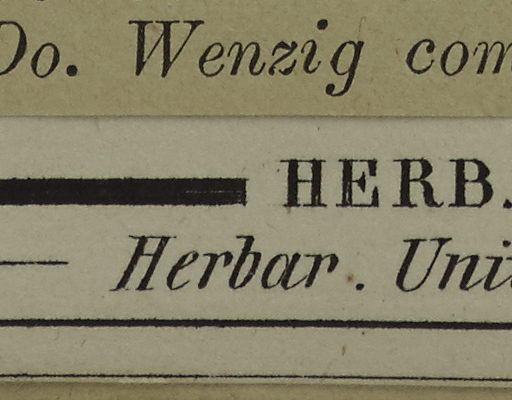 Do. Wenzig com
HERB.
Herbar. Uni